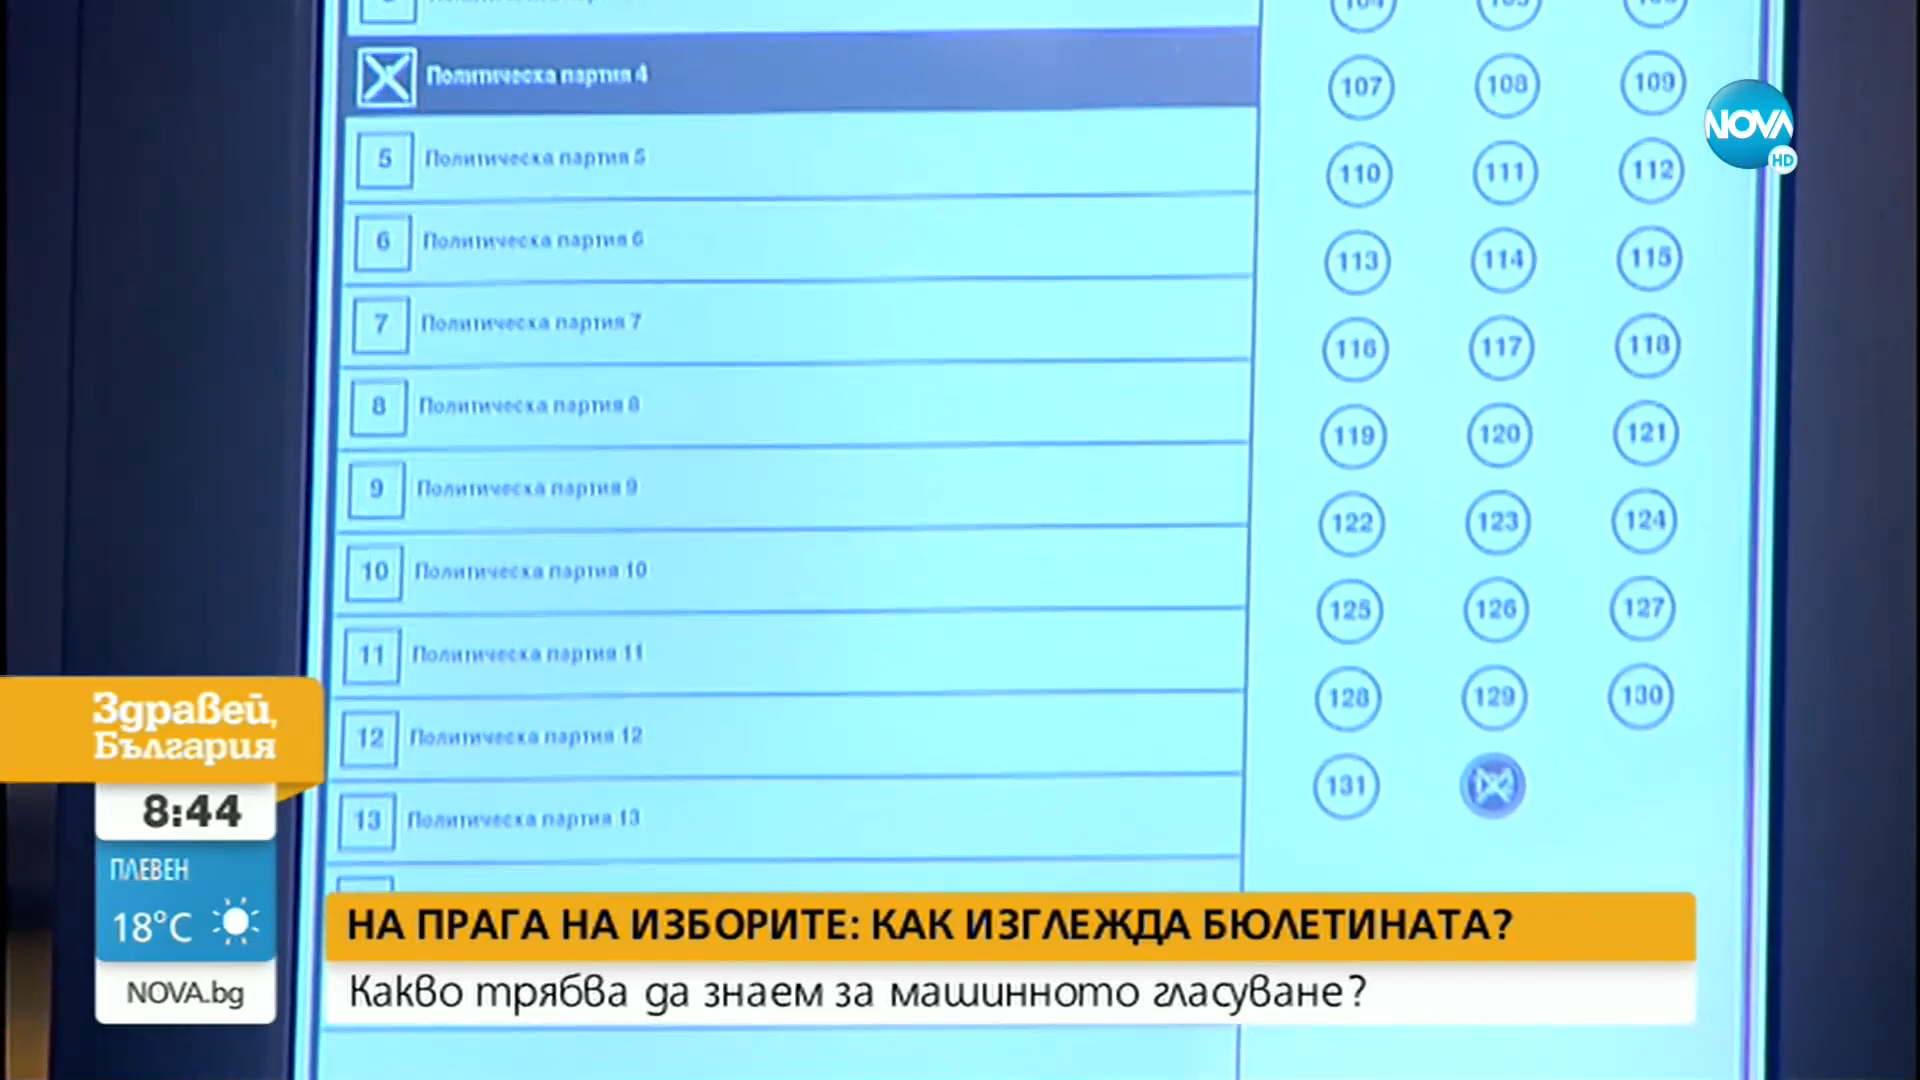 104 105 106
Политическа партия 4
107 108 109
5 Политическа партия 5
110 111 112
6 Политическа партия 6
113 114 115
7 Политическа партия 7
116 117 118
8 Политическа партия 8
119 120 121
9 Политическа партия 9
122 123 124
10 Политическа партия 10
125 126 127
11 Политическа партия 11
128 129 130
12 Политическа партия 12
131
13 Политическа партия 13
NOVA
HD
Здравей,
България
8:44
ПЛЕВЕН
18°C
NOVA.bg
НА ПРАГА НА ИЗБОРИТЕ: КАК ИЗГЛЕЖДА БЮЛЕТИНАТА?
Какво трябва да знаем за машинното гласуване?